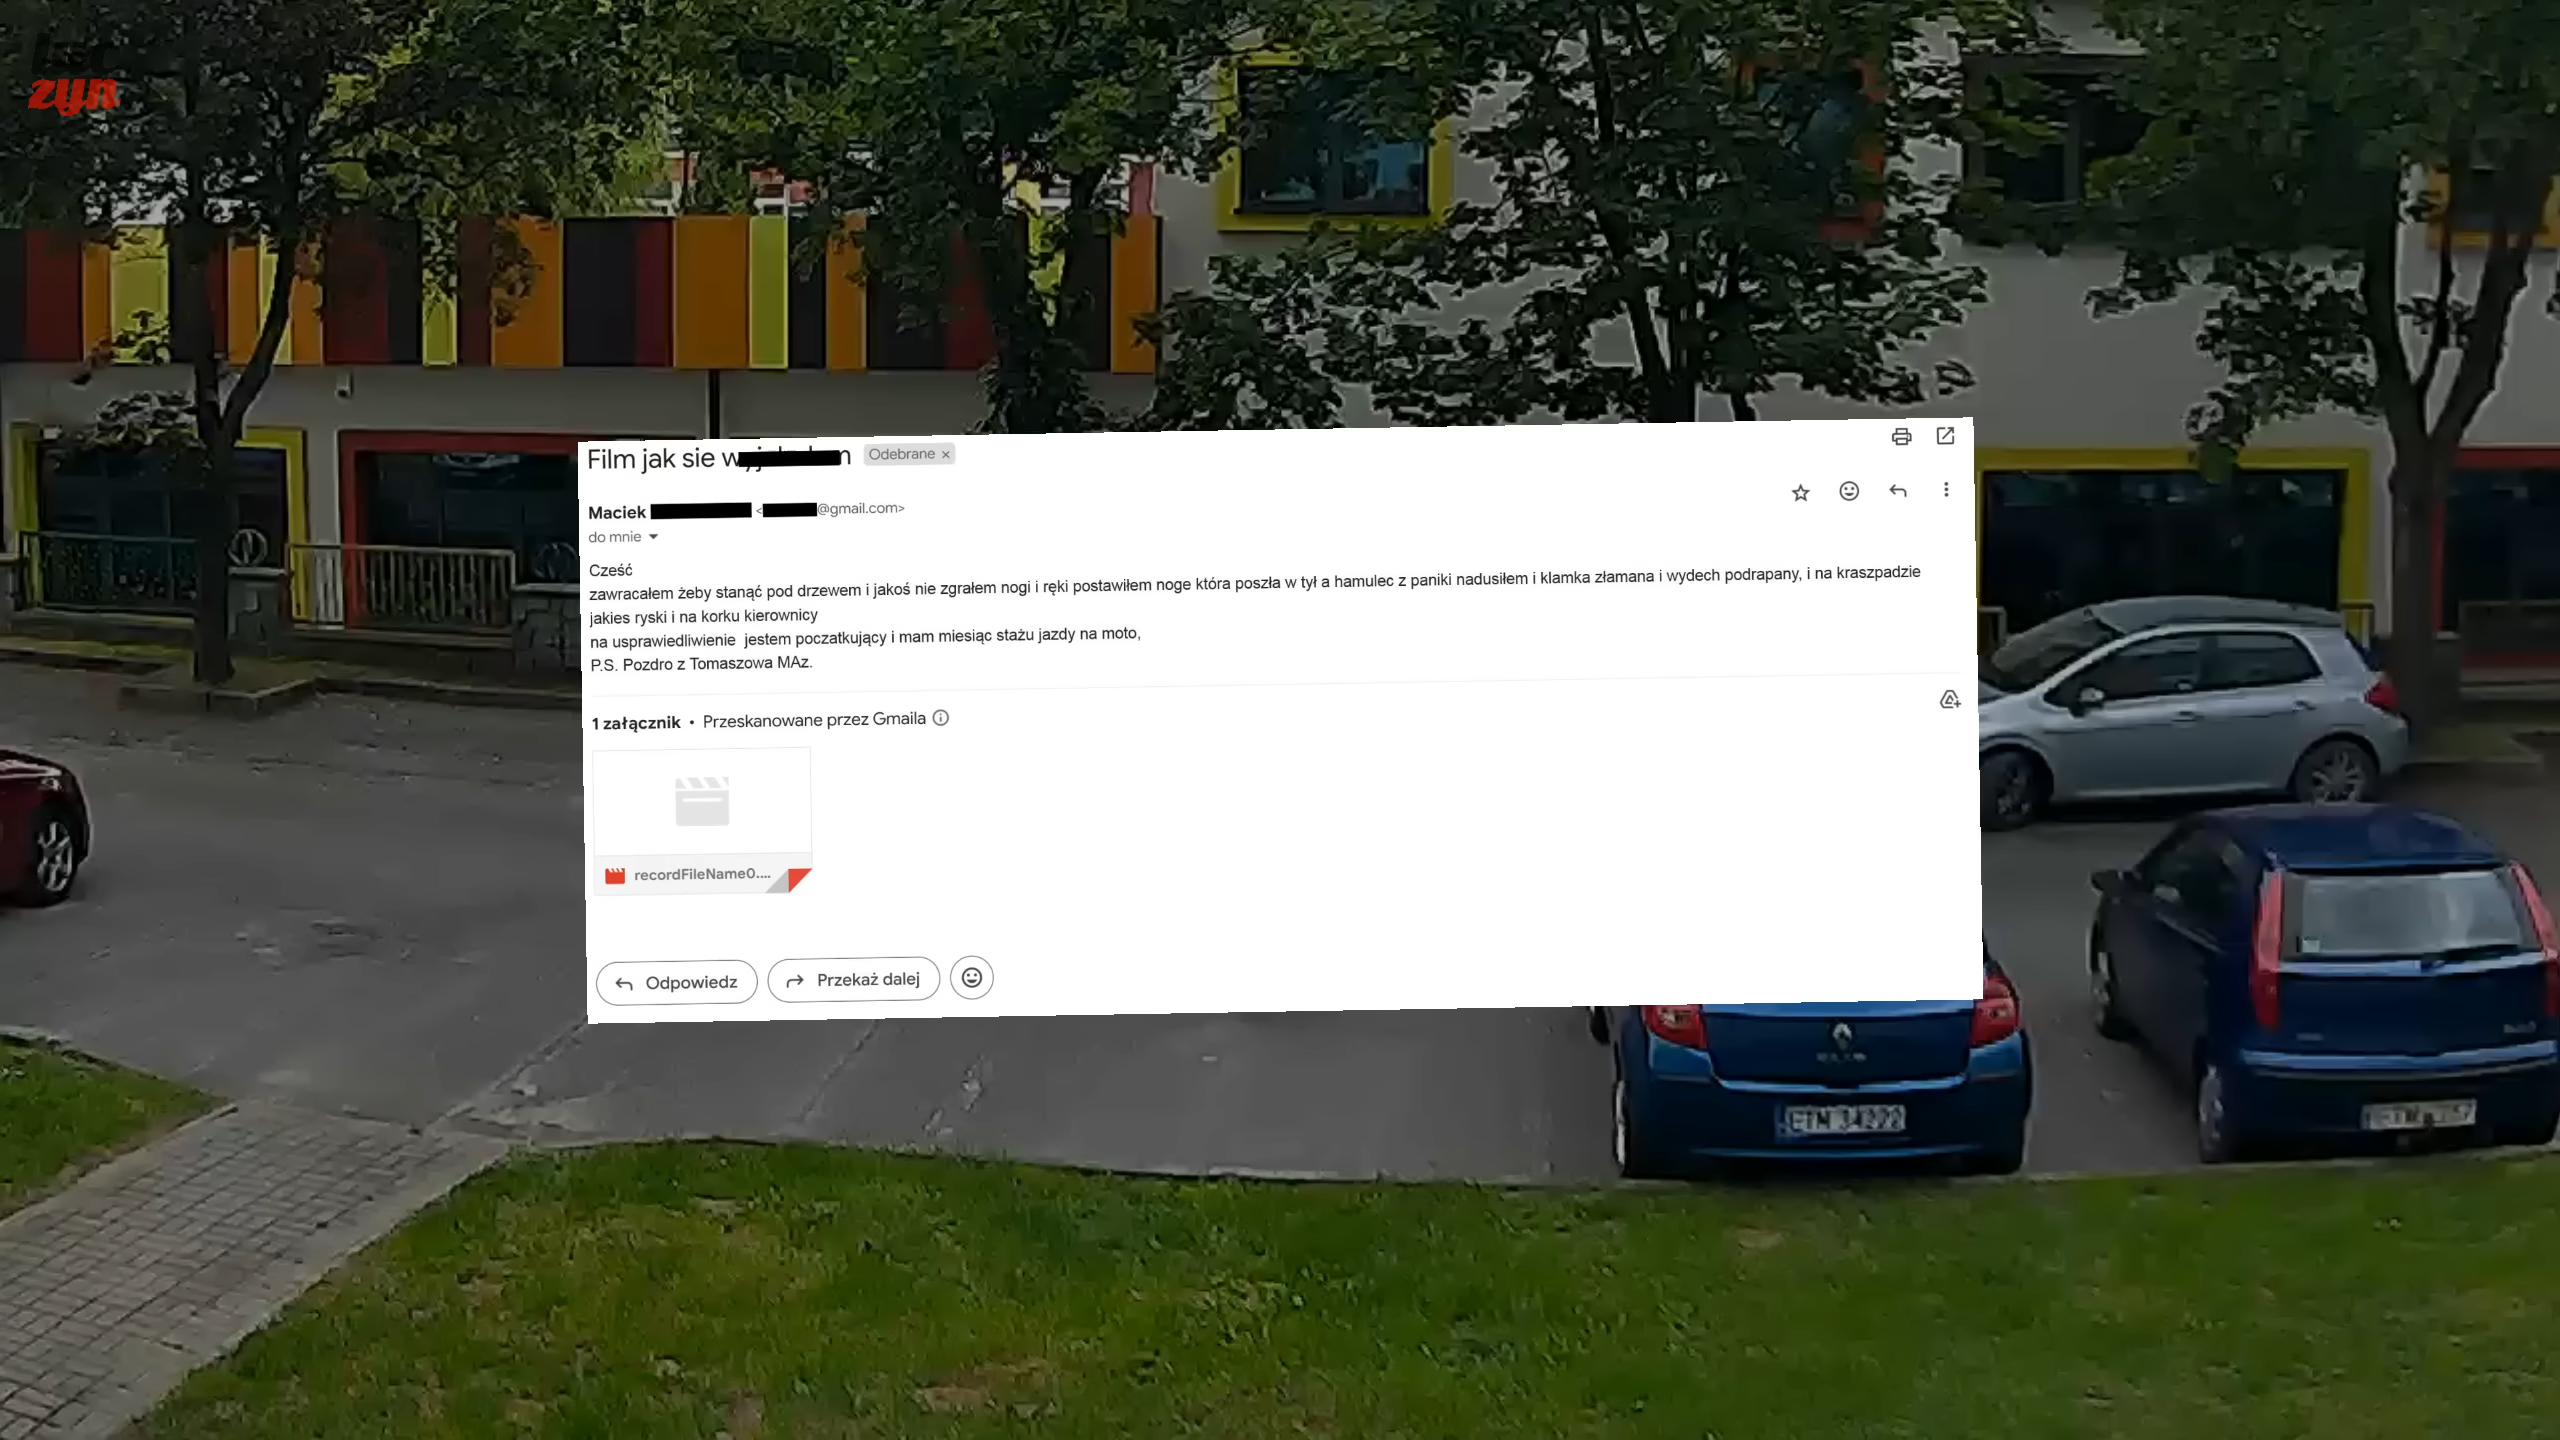 zyn
Film jak sie
Odebrane ×
Maciek < @gmail.com>
do mnie
Cześć
zawracałem żeby stanąć pod drzewem i jakoś nie zgrałem nogi i ręki postawiłem noge która poszła w tył a hamulec z paniki nadusiłem i klamka złamana i wydech podrapany, i na kraszpadzie
jakies ryski i na korku kierownicy
na usprawiedliwienie jestem poczatkujący i mam miesiąc stażu jazdy na moto,
P.S. Pozdro z Tomaszowa MAz.
1 załącznik • Przeskanowane przez Gmaila
recordFileName0....
Odpowiedz
Przekaż dalej